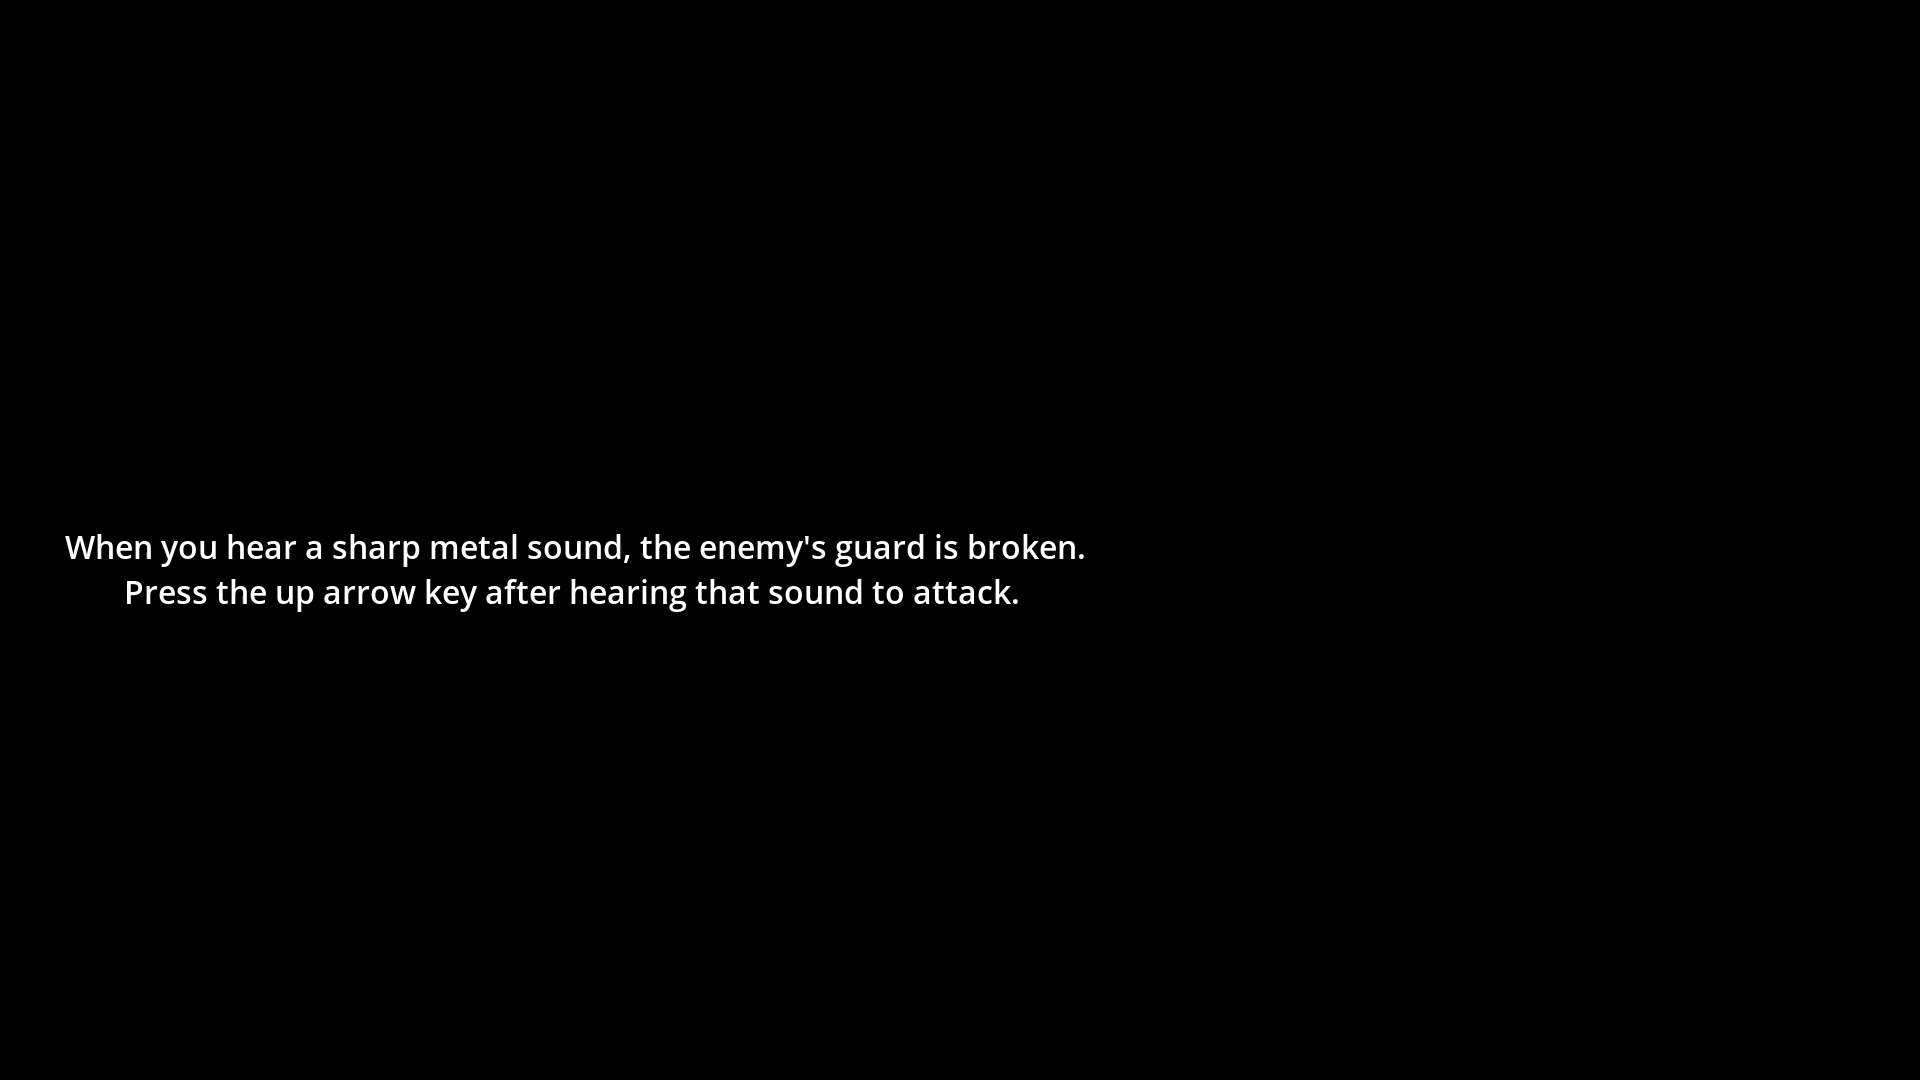 When you hear a sharp metal sound, the enemy's guard is broken.
Press the up arrow key after hearing that sound to attack.